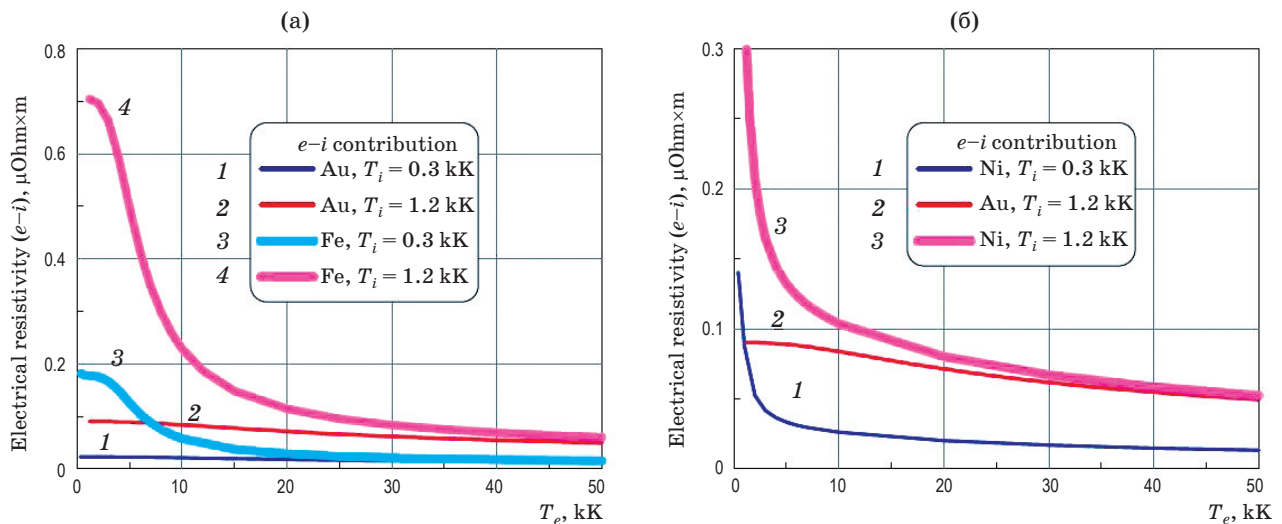 (а)
Electrical resistivity (e–i), μOhm×m
0.8
0.6
0.4
0.2
0
0 10 20 30 40 50
T_e, kK
e–i contribution
1 Au, T_i = 0.3 kK
2 Au, T_i = 1.2 kK
3 Fe, T_i = 0.3 kK
4 Fe, T_i = 1.2 kK
4
3
2
1
(б)
Electrical resistivity (e–i), μOhm×m
0.3
0.2
0.1
0
0 10 20 30 40 50
T_e, kK
e–i contribution
1 Ni, T_i = 0.3 kK
2 Au, T_i = 1.2 kK
3 Ni, T_i = 1.2 kK
3
2
1